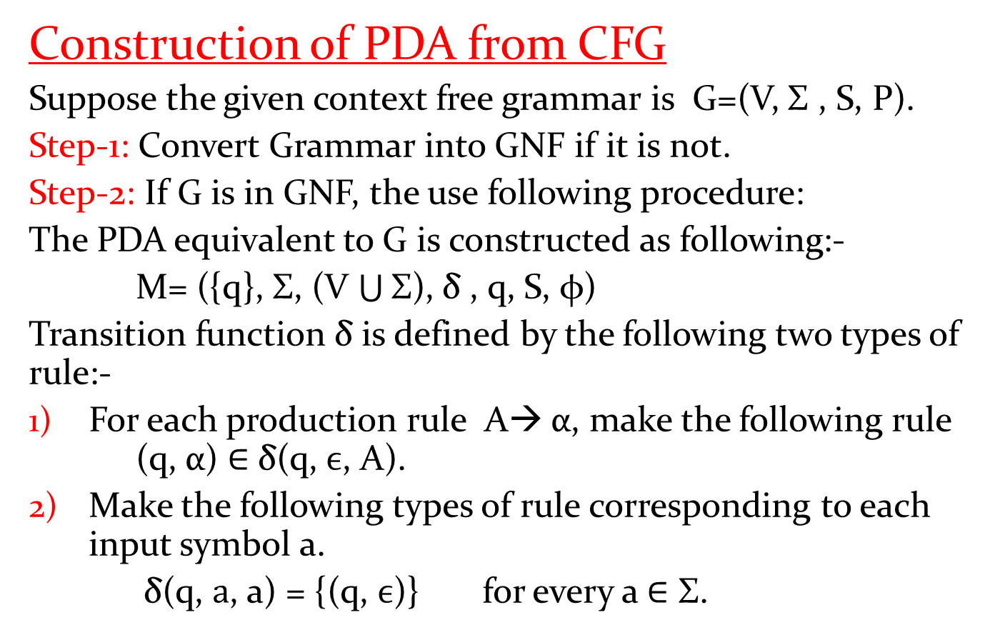 Construction of PDA from CFG
Suppose the given context free grammar is G=(V, Σ , S, P).
Step-1: Convert Grammar into GNF if it is not.
Step-2: If G is in GNF, the use following procedure:
The PDA equivalent to G is constructed as following:-
M= ({q}, Σ, (V ⋃ Σ), δ , q, S, ф)
Transition function δ is defined by the following two types of
rule:-
1) For each production rule A→ α, make the following rule
(q, α) ∈ δ(q, ϵ, A).
2) Make the following types of rule corresponding to each
input symbol a.
δ(q, a, a) = {(q, ϵ)} for every a ∈ Σ.